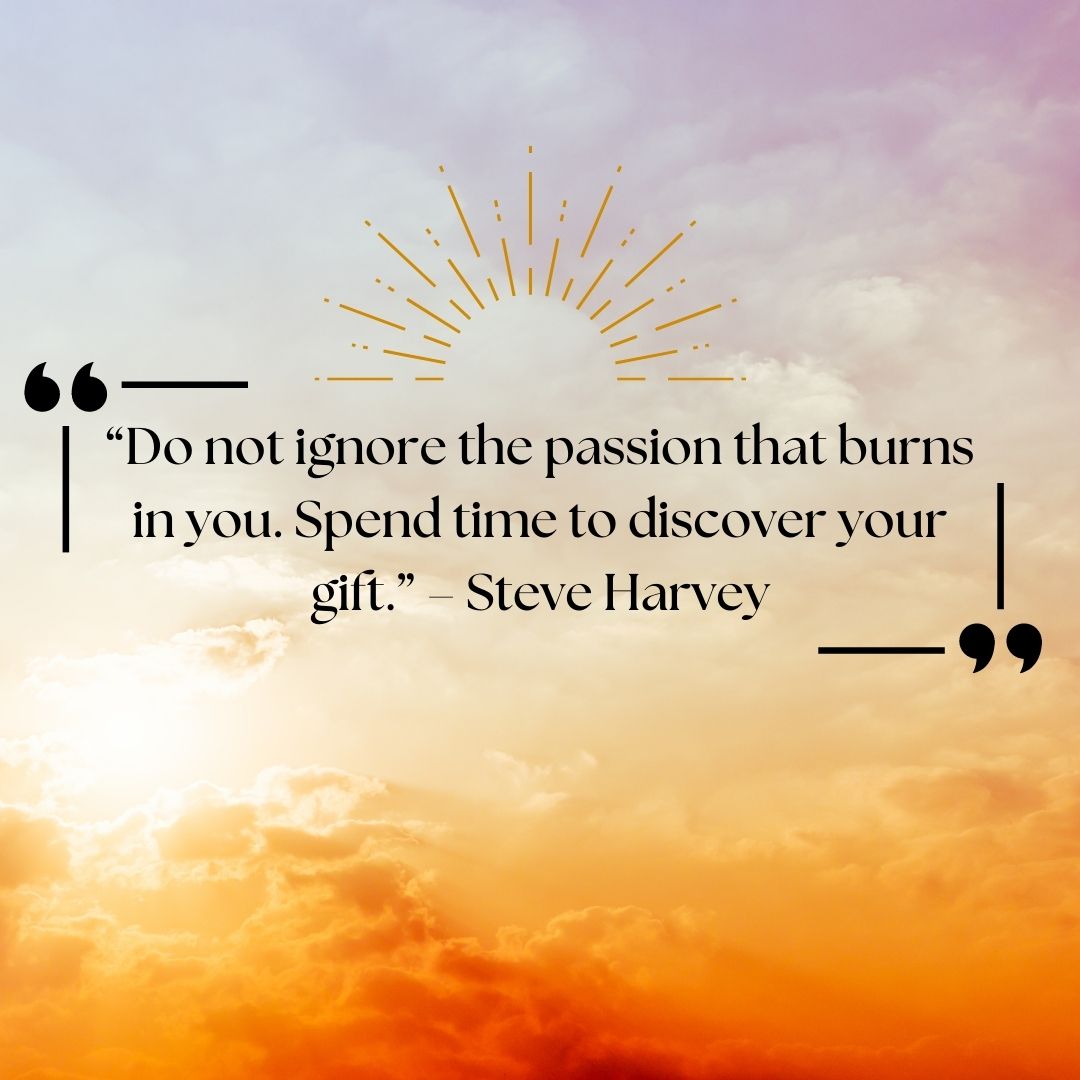 “Do not ignore the passion that burns
in you. Spend time to discover your
gift.” – Steve Harvey